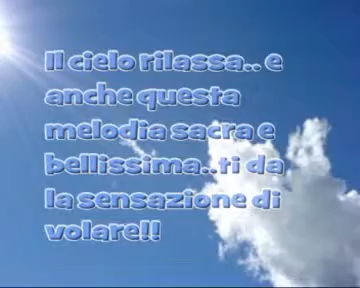 Il cielo rilassa.. e
anche questa
melodia sacra e
bellissima..ti da
la sensazione di
volare!!